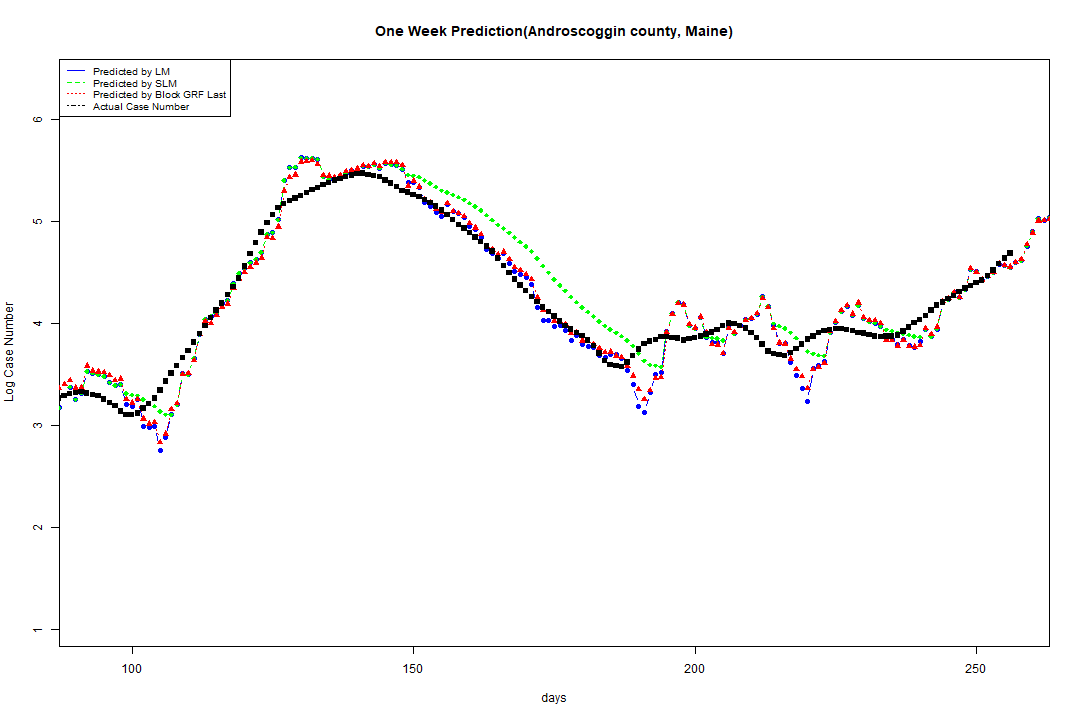 One Week Prediction(Androscoggin county, Maine)
Predicted by LM
Predicted by SLM
Predicted by Block GRF Last
Actual Case Number
Log Case Number
6
5
4
3
2
1
100
150
200
250
days